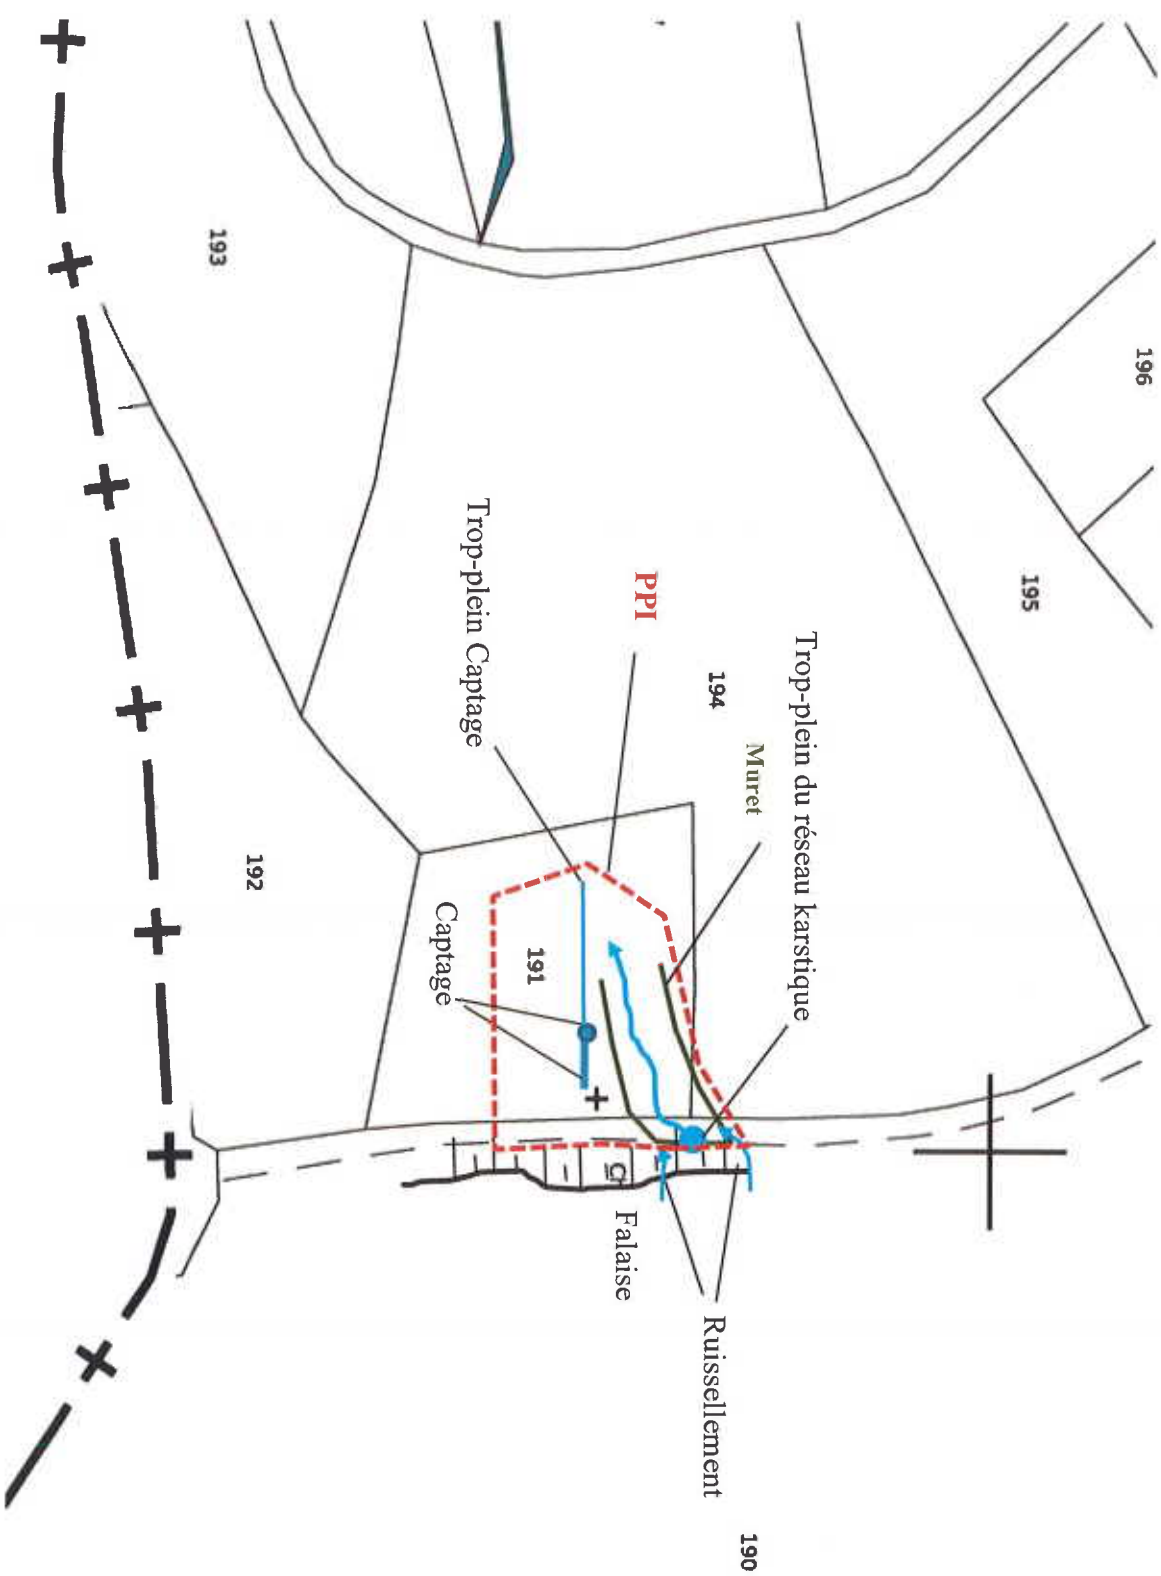 196
195
Trop-plein du réseau karstique
Muret
190
194
Ruissellement
PPI
Falaise
191
Trop-plein Captage
Captage
192
193